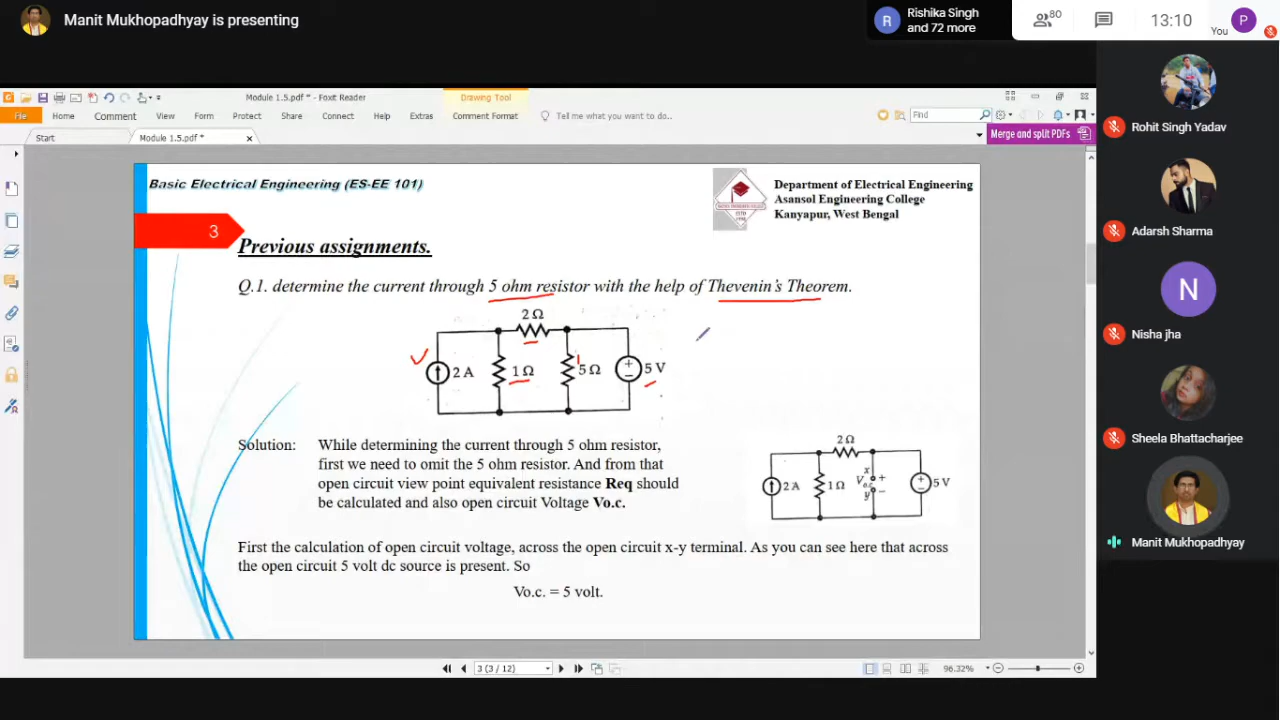 Manit Mukhopadhyay is presenting
R
Rishika Singh
and 72 more
80
13:10
You
P
Module 1.5.pdf * - Foxit Reader
Drawing Tool
File
Home
Comment
View
Form
Protect
Share
Connect
Help
Extras
Comment Format
Tell me what you want to do..
Find
Start
Module 1.5.pdf *
Merge and split PDFs
Basic Electrical Engineering (ES-EE 101)
Department of Electrical Engineering
Asansol Engineering College
Kanyapur, West Bengal
3
Previous assignments.
Q.1. determine the current through 5 ohm resistor with the help of Thevenin's Theorem.
2 Ω
2 A
1 Ω
5 Ω
+
−
5 V
Solution:
While determining the current through 5 ohm resistor,
first we need to omit the 5 ohm resistor. And from that
open circuit view point equivalent resistance Req should
be calculated and also open circuit Voltage Vo.c.
2 Ω
2 A
1 Ω
x
+
Vo.c
y
−
+
−
5 V
First the calculation of open circuit voltage, across the open circuit x-y terminal. As you can see here that across
the open circuit 5 volt dc source is present. So
Vo.c. = 5 volt.
3 (3 / 12)
96.32%
Rohit Singh Yadav
Adarsh Sharma
N
Nisha jha
Sheela Bhattacharjee
Manit Mukhopadhyay